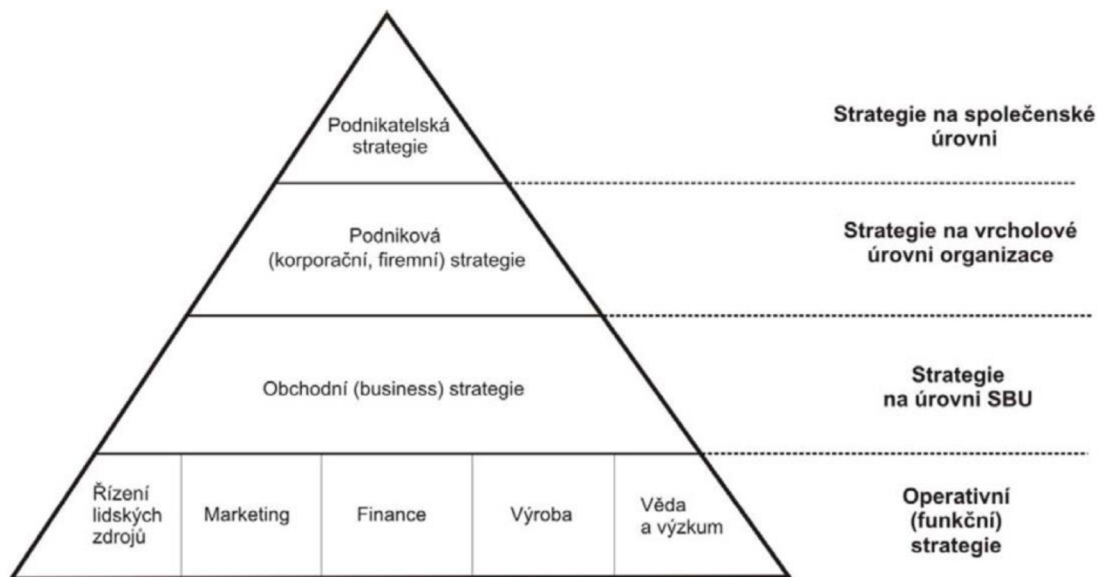 Podnikatelská
strategie
Strategie na společenské
úrovni
Podniková
(korporační, firemní) strategie
Strategie na vrcholové
úrovni organizace
Obchodní (business) strategie
Strategie
na úrovni SBU
Řízení
lidských
zdrojů
Marketing
Finance
Výroba
Věda
a výzkum
Operativní
(funkční)
strategie